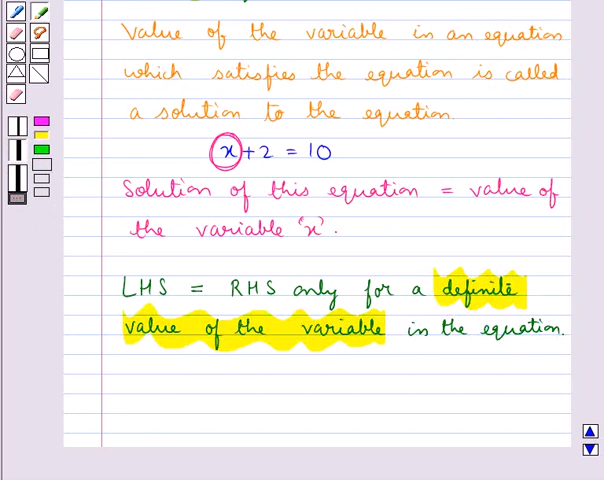 Value of the variable in an equation
which satisfies the equation is called
a solution to the equation.
x + 2 = 10
Solution of this equation = value of
the variable 'x'.
LHS = RHS only for a definite
value of the variable in the equation.